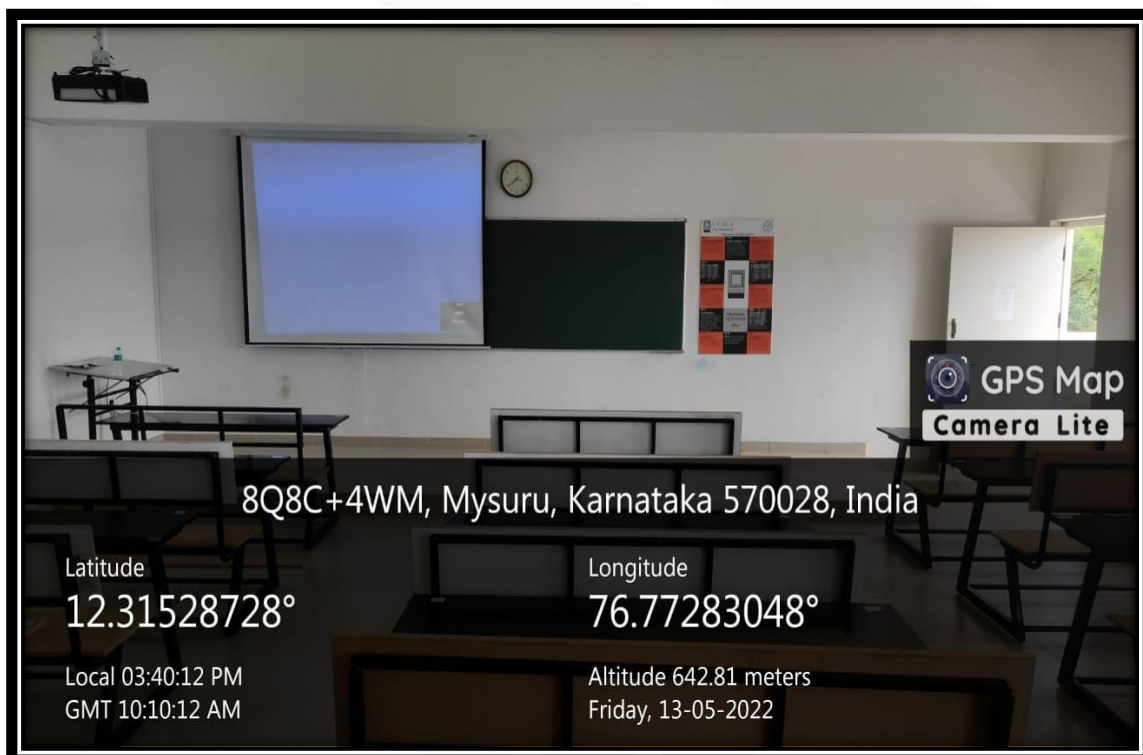 GPS Map
Camera Lite
8Q8C+4WM, Mysuru, Karnataka 570028, India
Latitude
12.31528728°
Longitude
76.77283048°
Local 03:40:12 PM
GMT 10:10:12 AM
Altitude 642.81 meters
Friday, 13-05-2022